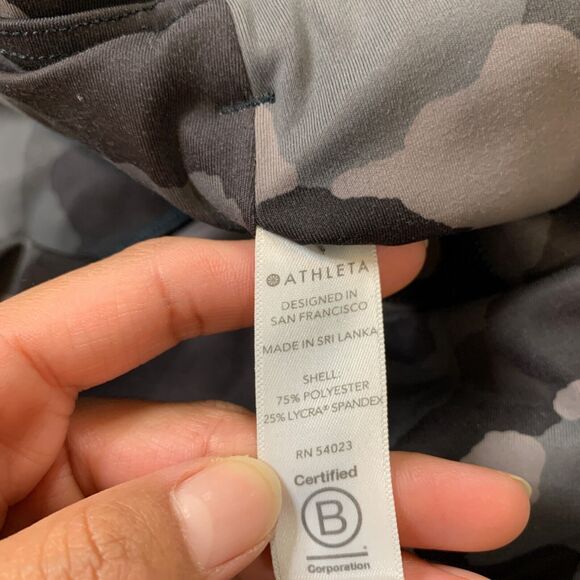 ATHLETA
DESIGNED IN
SAN FRANCISCO
MADE IN SRI LANKA
SHELL:
75% POLYESTER
25% LYCRA® SPANDEX
RN 54023
Certified
B
Corporation